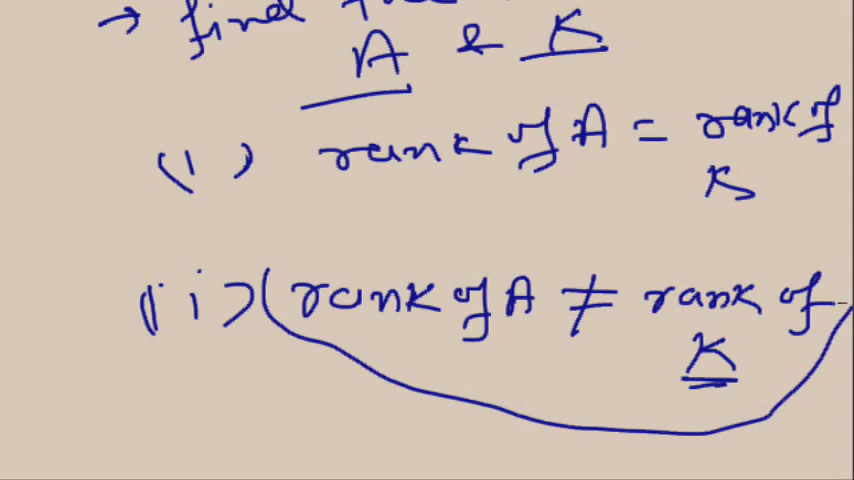 → find
A & K
(i) rank of A = rank of
K
(ii) rank of A ≠ rank of
K